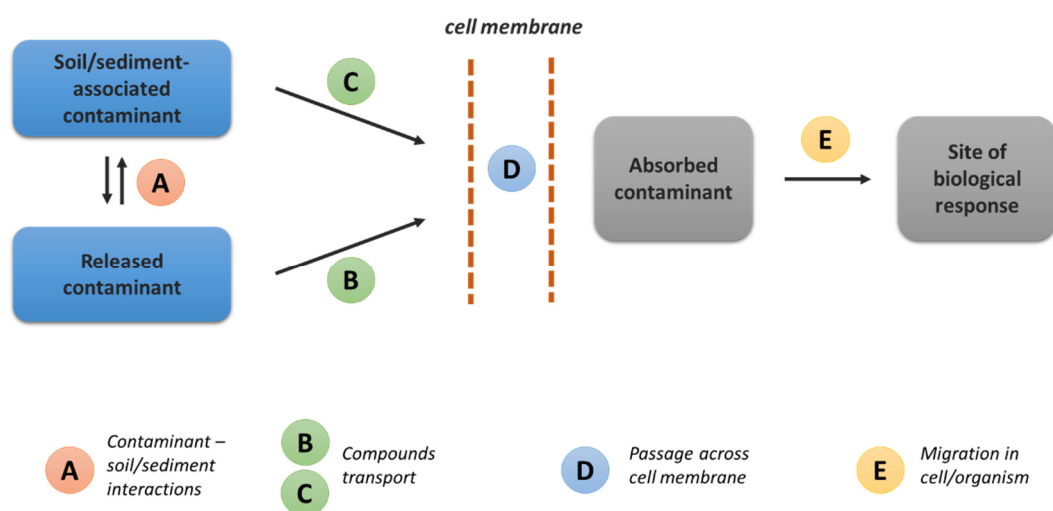 cell membrane
Soil/sediment-
associated
contaminant
C
A
D
Absorbed
contaminant
E
Site of
biological
response
Released
contaminant
B
A
Contaminant –
soil/sediment
interactions
B
C
Compounds
transport
D
Passage across
cell membrane
E
Migration in
cell/organism